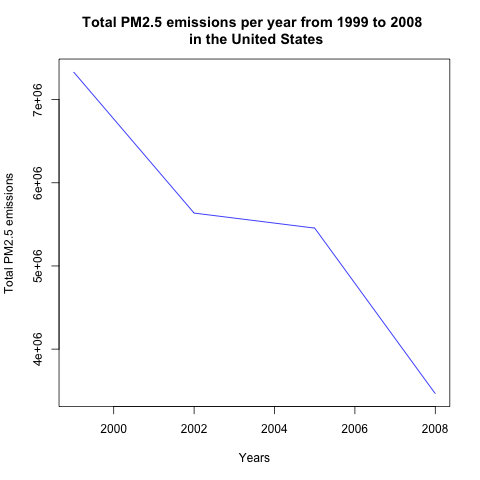 Total PM2.5 emissions per year from 1999 to 2008
in the United States
Total PM2.5 emissions
7e+06
6e+06
5e+06
4e+06
2000 2002 2004 2006 2008
Years